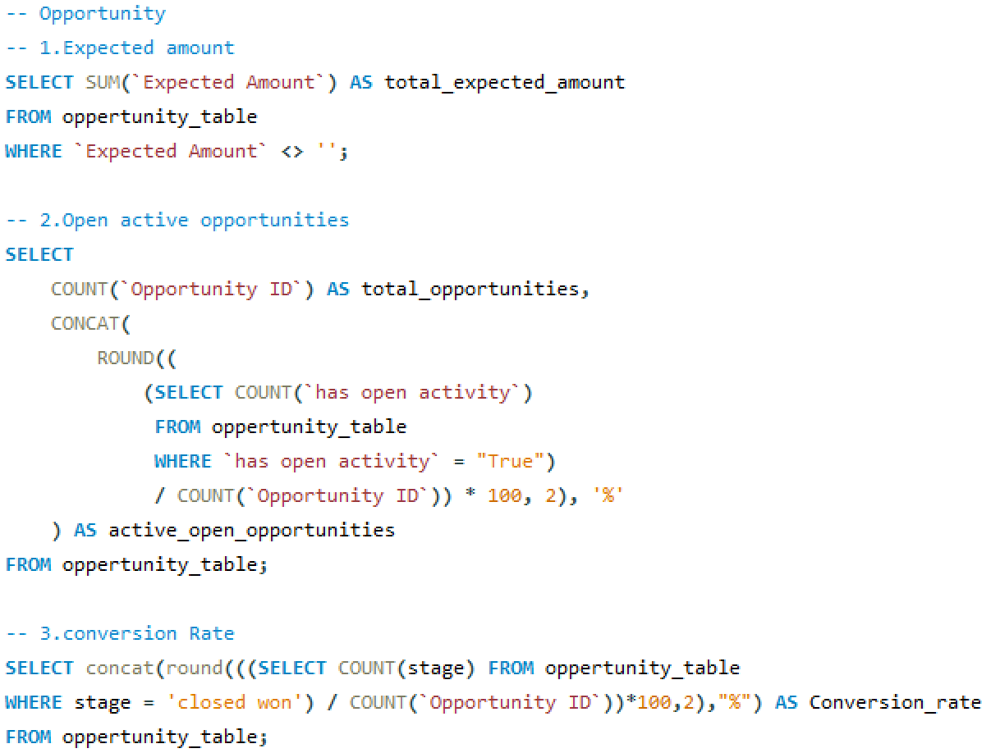 -- Opportunity
-- 1.Expected amount
SELECT SUM(`Expected Amount`) AS total_expected_amount
FROM oppertunity_table
WHERE `Expected Amount` <> '';
-- 2.Open active opportunities
SELECT
COUNT(`Opportunity ID`) AS total_opportunities,
CONCAT(
ROUND((
(SELECT COUNT(`has open activity`)
FROM oppertunity_table
WHERE `has open activity` = "True")
/ COUNT(`Opportunity ID`)) * 100, 2), '%'
) AS active_open_opportunities
FROM oppertunity_table;
-- 3.conversion Rate
SELECT concat(round(((SELECT COUNT(stage) FROM oppertunity_table
WHERE stage = 'closed won') / COUNT(`Opportunity ID`))*100,2),"%") AS Conversion_rate
FROM oppertunity_table;